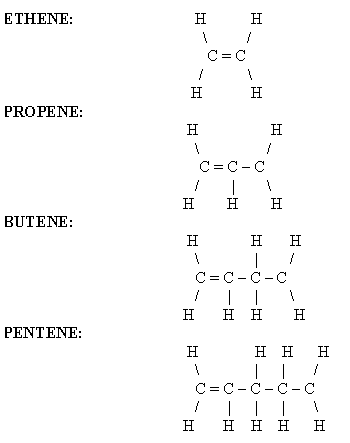 ETHENE:
H H
C = C
H H
PROPENE:
H H
C = C – C
H H H
BUTENE:
H H H
C = C – C – C
H H H H
PENTENE:
H H H H
C = C – C – C – C
H H H H H